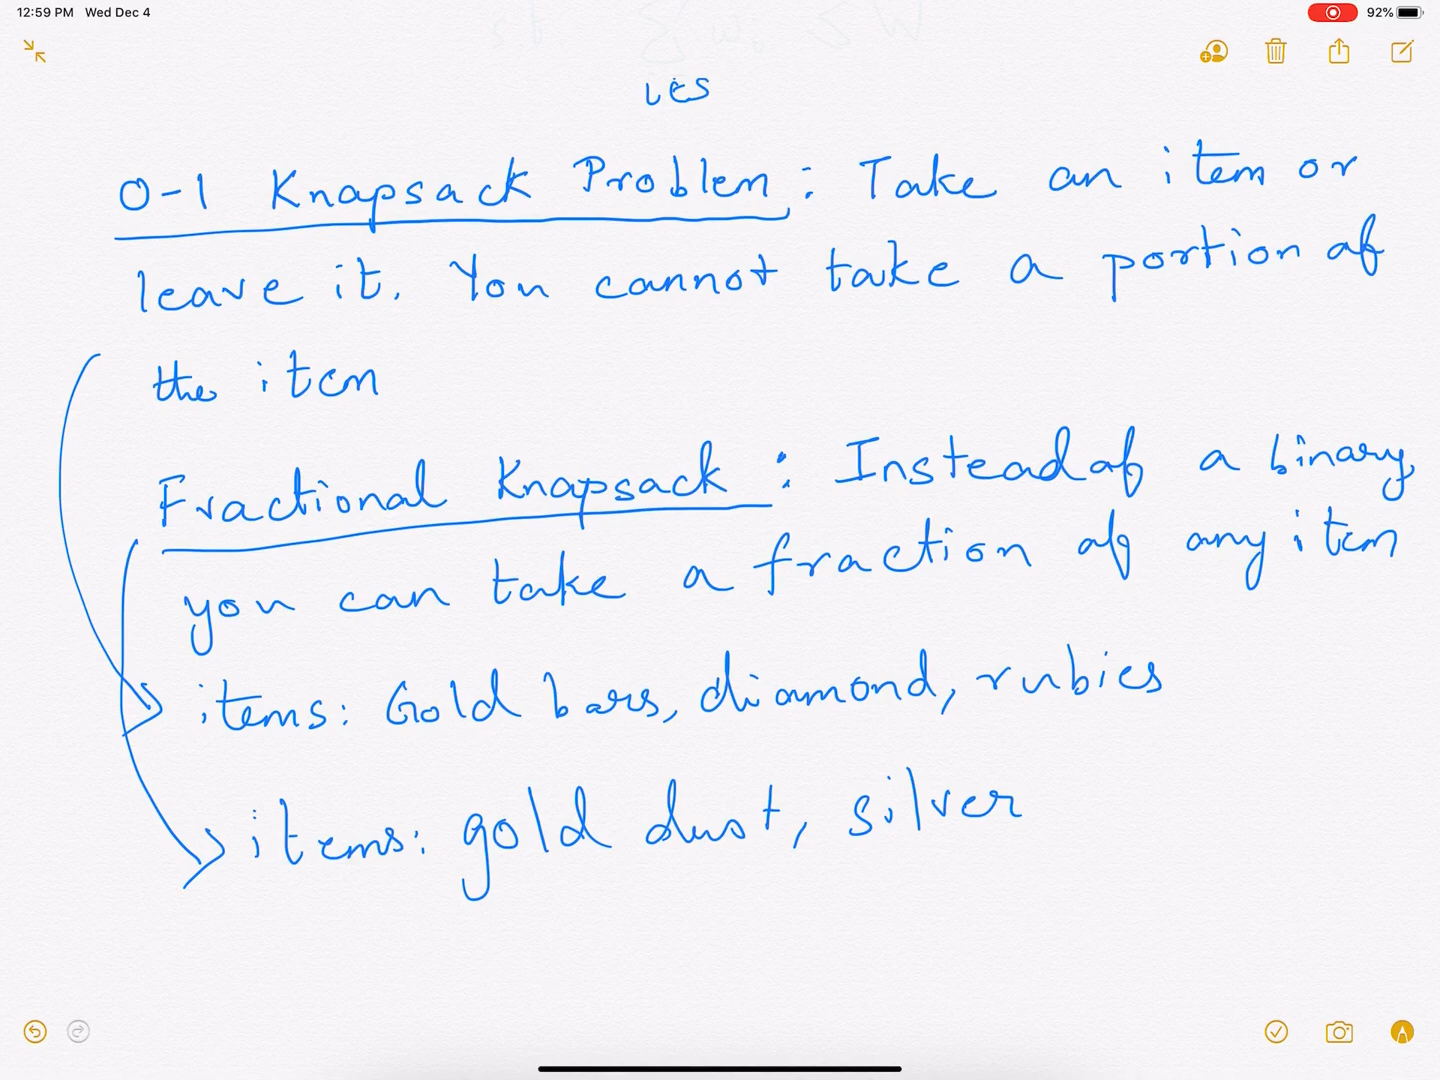 12:59 PM Wed Dec 4
92%
0-1 Knapsack Problem: Take an item or
leave it. You cannot take a portion of
the item
Fractional Knapsack: Instead of a binary,
you can take a fraction of any item
items: Gold bars, diamond, rubies
items: gold dust, silver